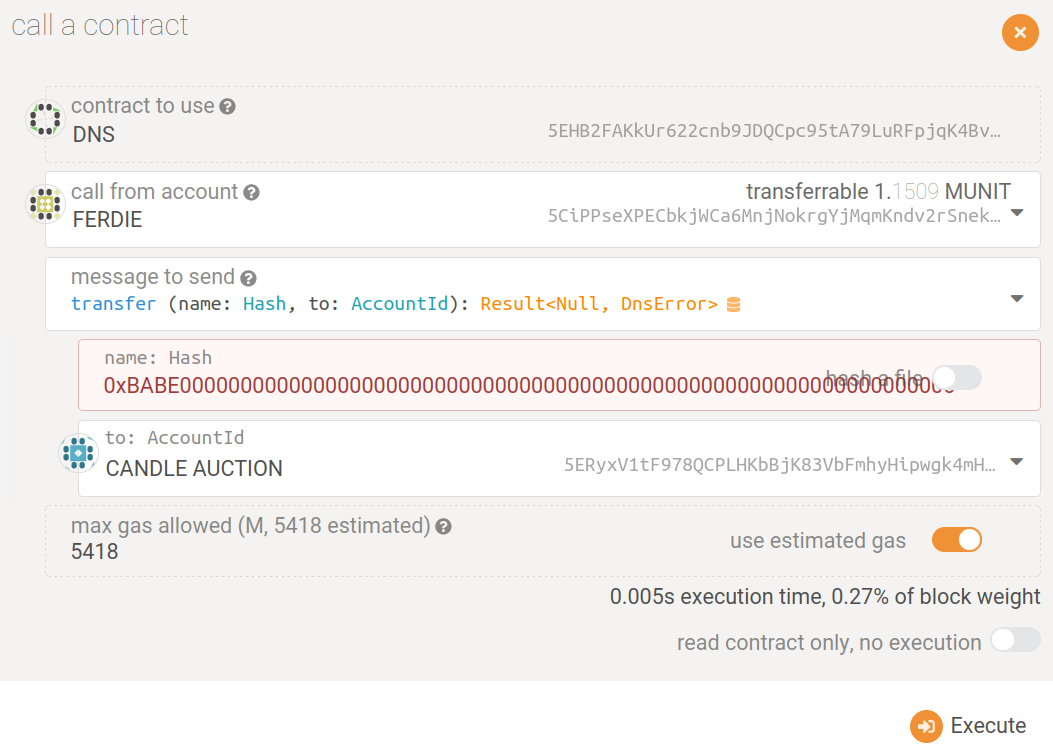 call a contract
contract to use
DNS
5EHB2FAKkUr622cnb9JDQCpc95tA79LuRFpjqK4Bv…
call from account
transferrable 1.1509 MUNIT
FERDIE
5CiPPseXPECbkjWCa6MnjNokrgYjMqmKndv2rSnek…
message to send
transfer (name: Hash, to: AccountId): Result<Null, DnsError>
name: Hash
hash a file
to: AccountId
CANDLE AUCTION
5ERyxV1tF978QCPLHKbBjK83VbFmhyHipwgk4mH…
max gas allowed (M, 5418 estimated)
5418
use estimated gas
0.005s execution time, 0.27% of block weight
read contract only, no execution
Execute